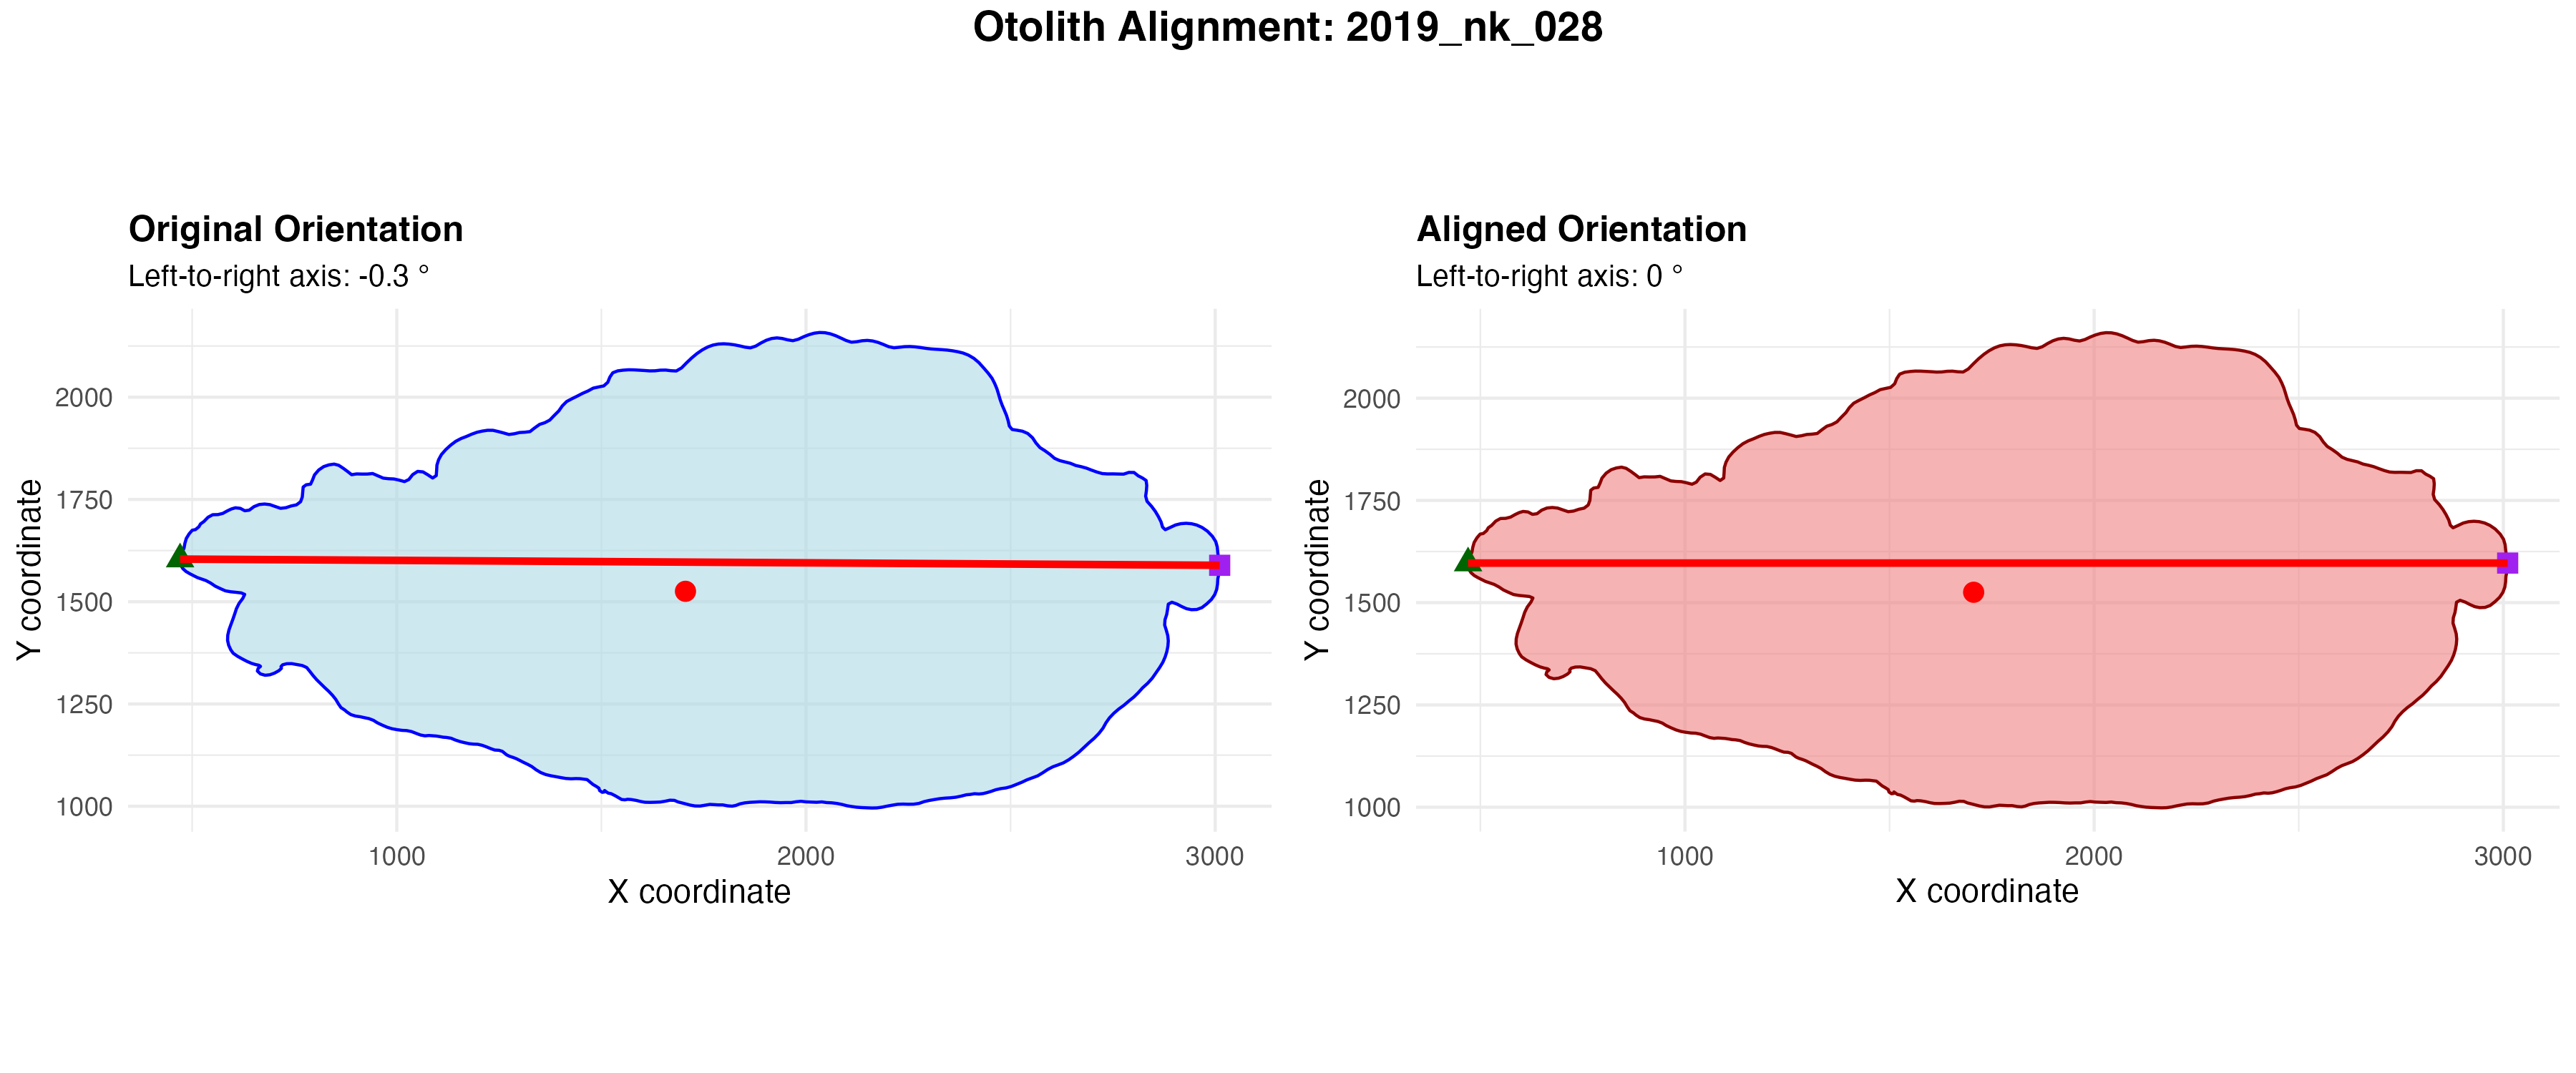 Otolith Alignment: 2019_nk_028
Original Orientation
Left-to-right axis: -0.3 °
Y coordinate
2000
1750
1500
1250
1000
1000
2000
3000
X coordinate
Aligned Orientation
Left-to-right axis: 0 °
Y coordinate
2000
1750
1500
1250
1000
1000
2000
3000
X coordinate